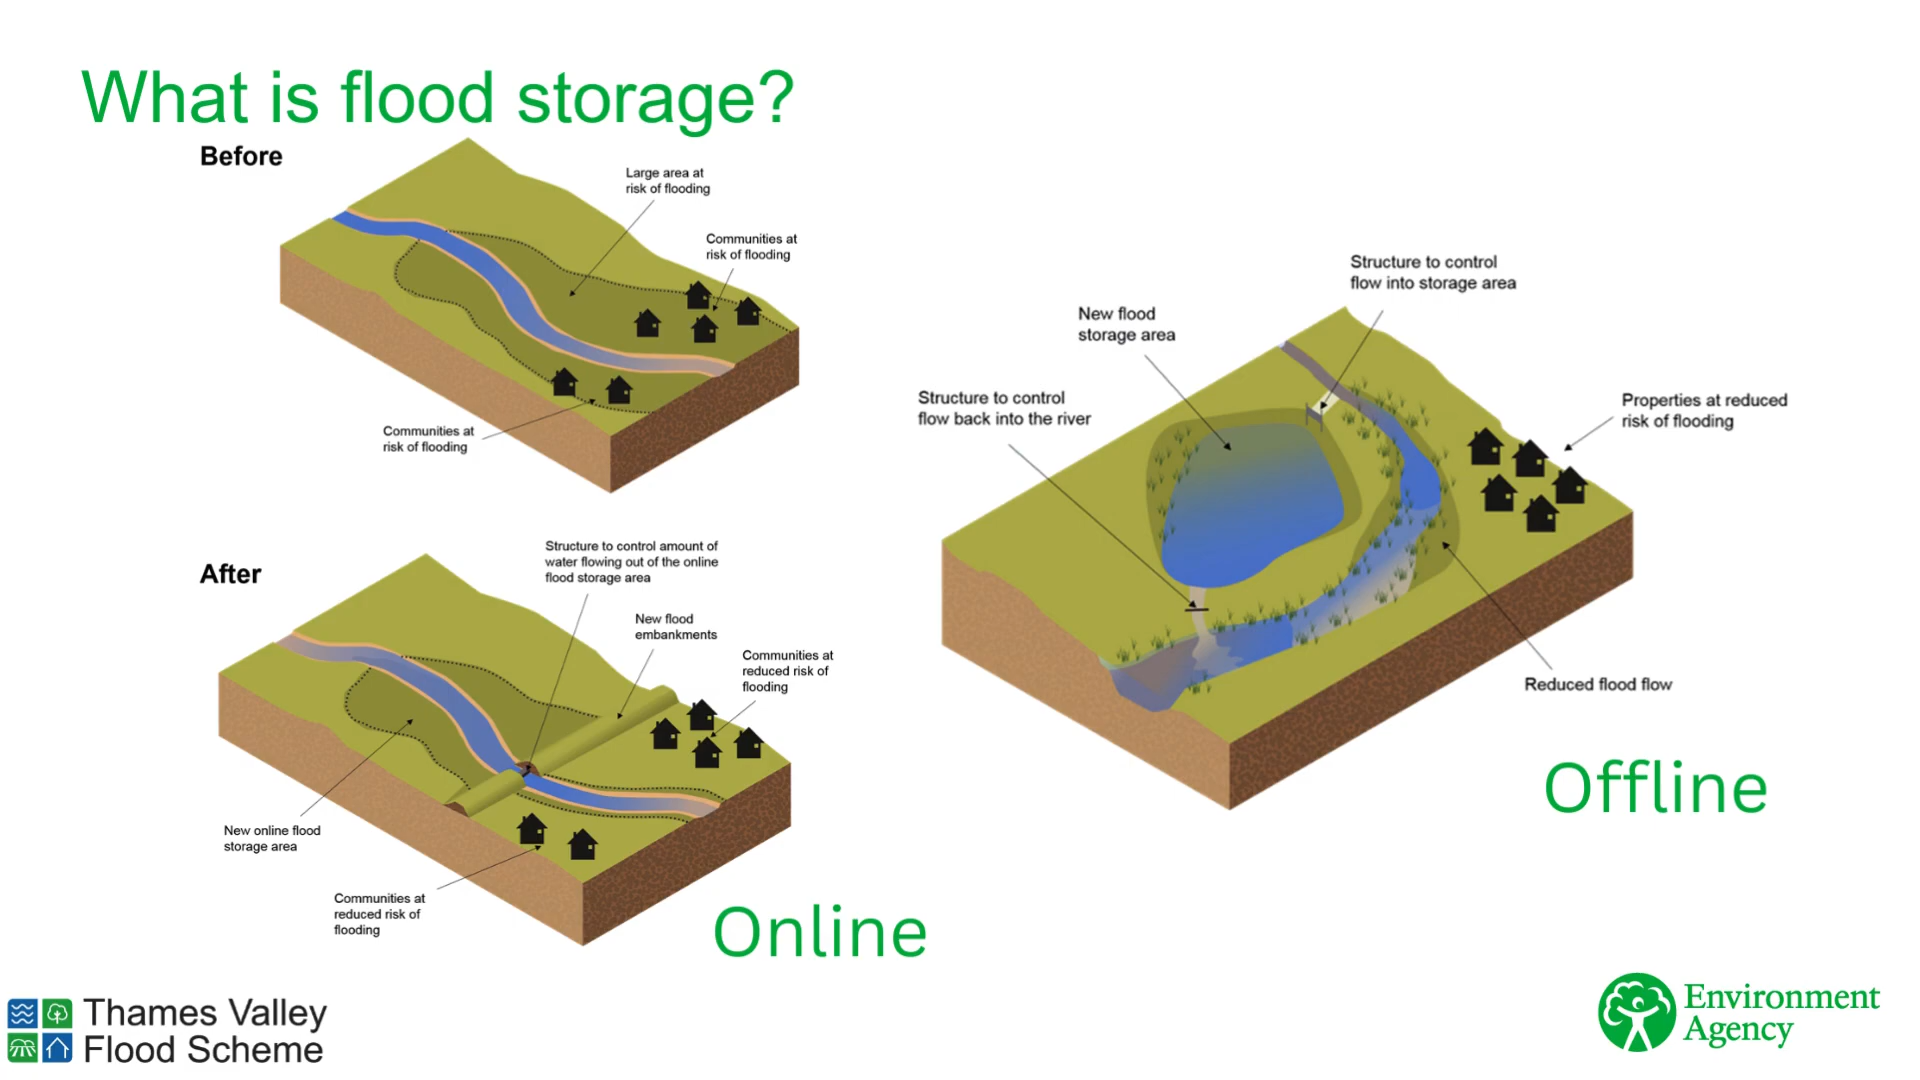 What is flood storage?
Before
Large area at
risk of flooding
Communities at
risk of flooding
Communities at
risk of flooding
After
Structure to control amount of
water flowing out of the online
flood storage area
New flood
embankments
Communities at
reduced risk of
flooding
New online flood
storage area
Communities at
reduced risk of
flooding
Online
Structure to control
flow into storage area
New flood
storage area
Structure to control
flow back into the river
Properties at reduced
risk of flooding
Reduced flood flow
Offline
Thames Valley
Flood Scheme
Environment
Agency